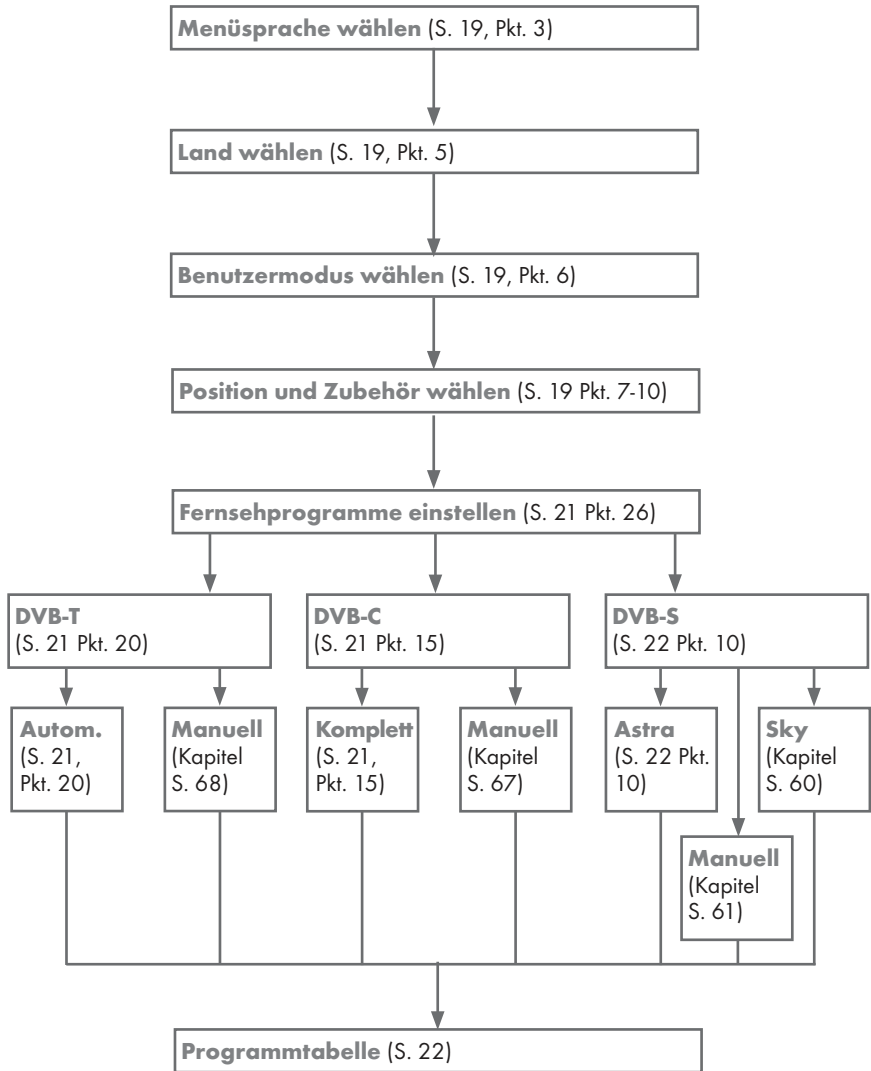 Menüsprache wählen (S. 19, Pkt. 3)
Land wählen (S. 19, Pkt. 5)
Benutzermodus wählen (S. 19, Pkt. 6)
Position und Zubehör wählen (S. 19 Pkt. 7-10)
Fernsehprogramme einstellen (S. 21 Pkt. 26)
DVB-T
(S. 21 Pkt. 20)
DVB-C
(S. 21 Pkt. 15)
DVB-S
(S. 22 Pkt. 10)
Autom.
(S. 21,
Pkt. 20)
Manuell
(Kapitel
S. 68)
Komplett
(S. 21,
Pkt. 15)
Manuell
(Kapitel
S. 67)
Astra
(S. 22 Pkt.
10)
Sky
(Kapitel
S. 60)
Manuell
(Kapitel
S. 61)
Programmtabelle (S. 22)